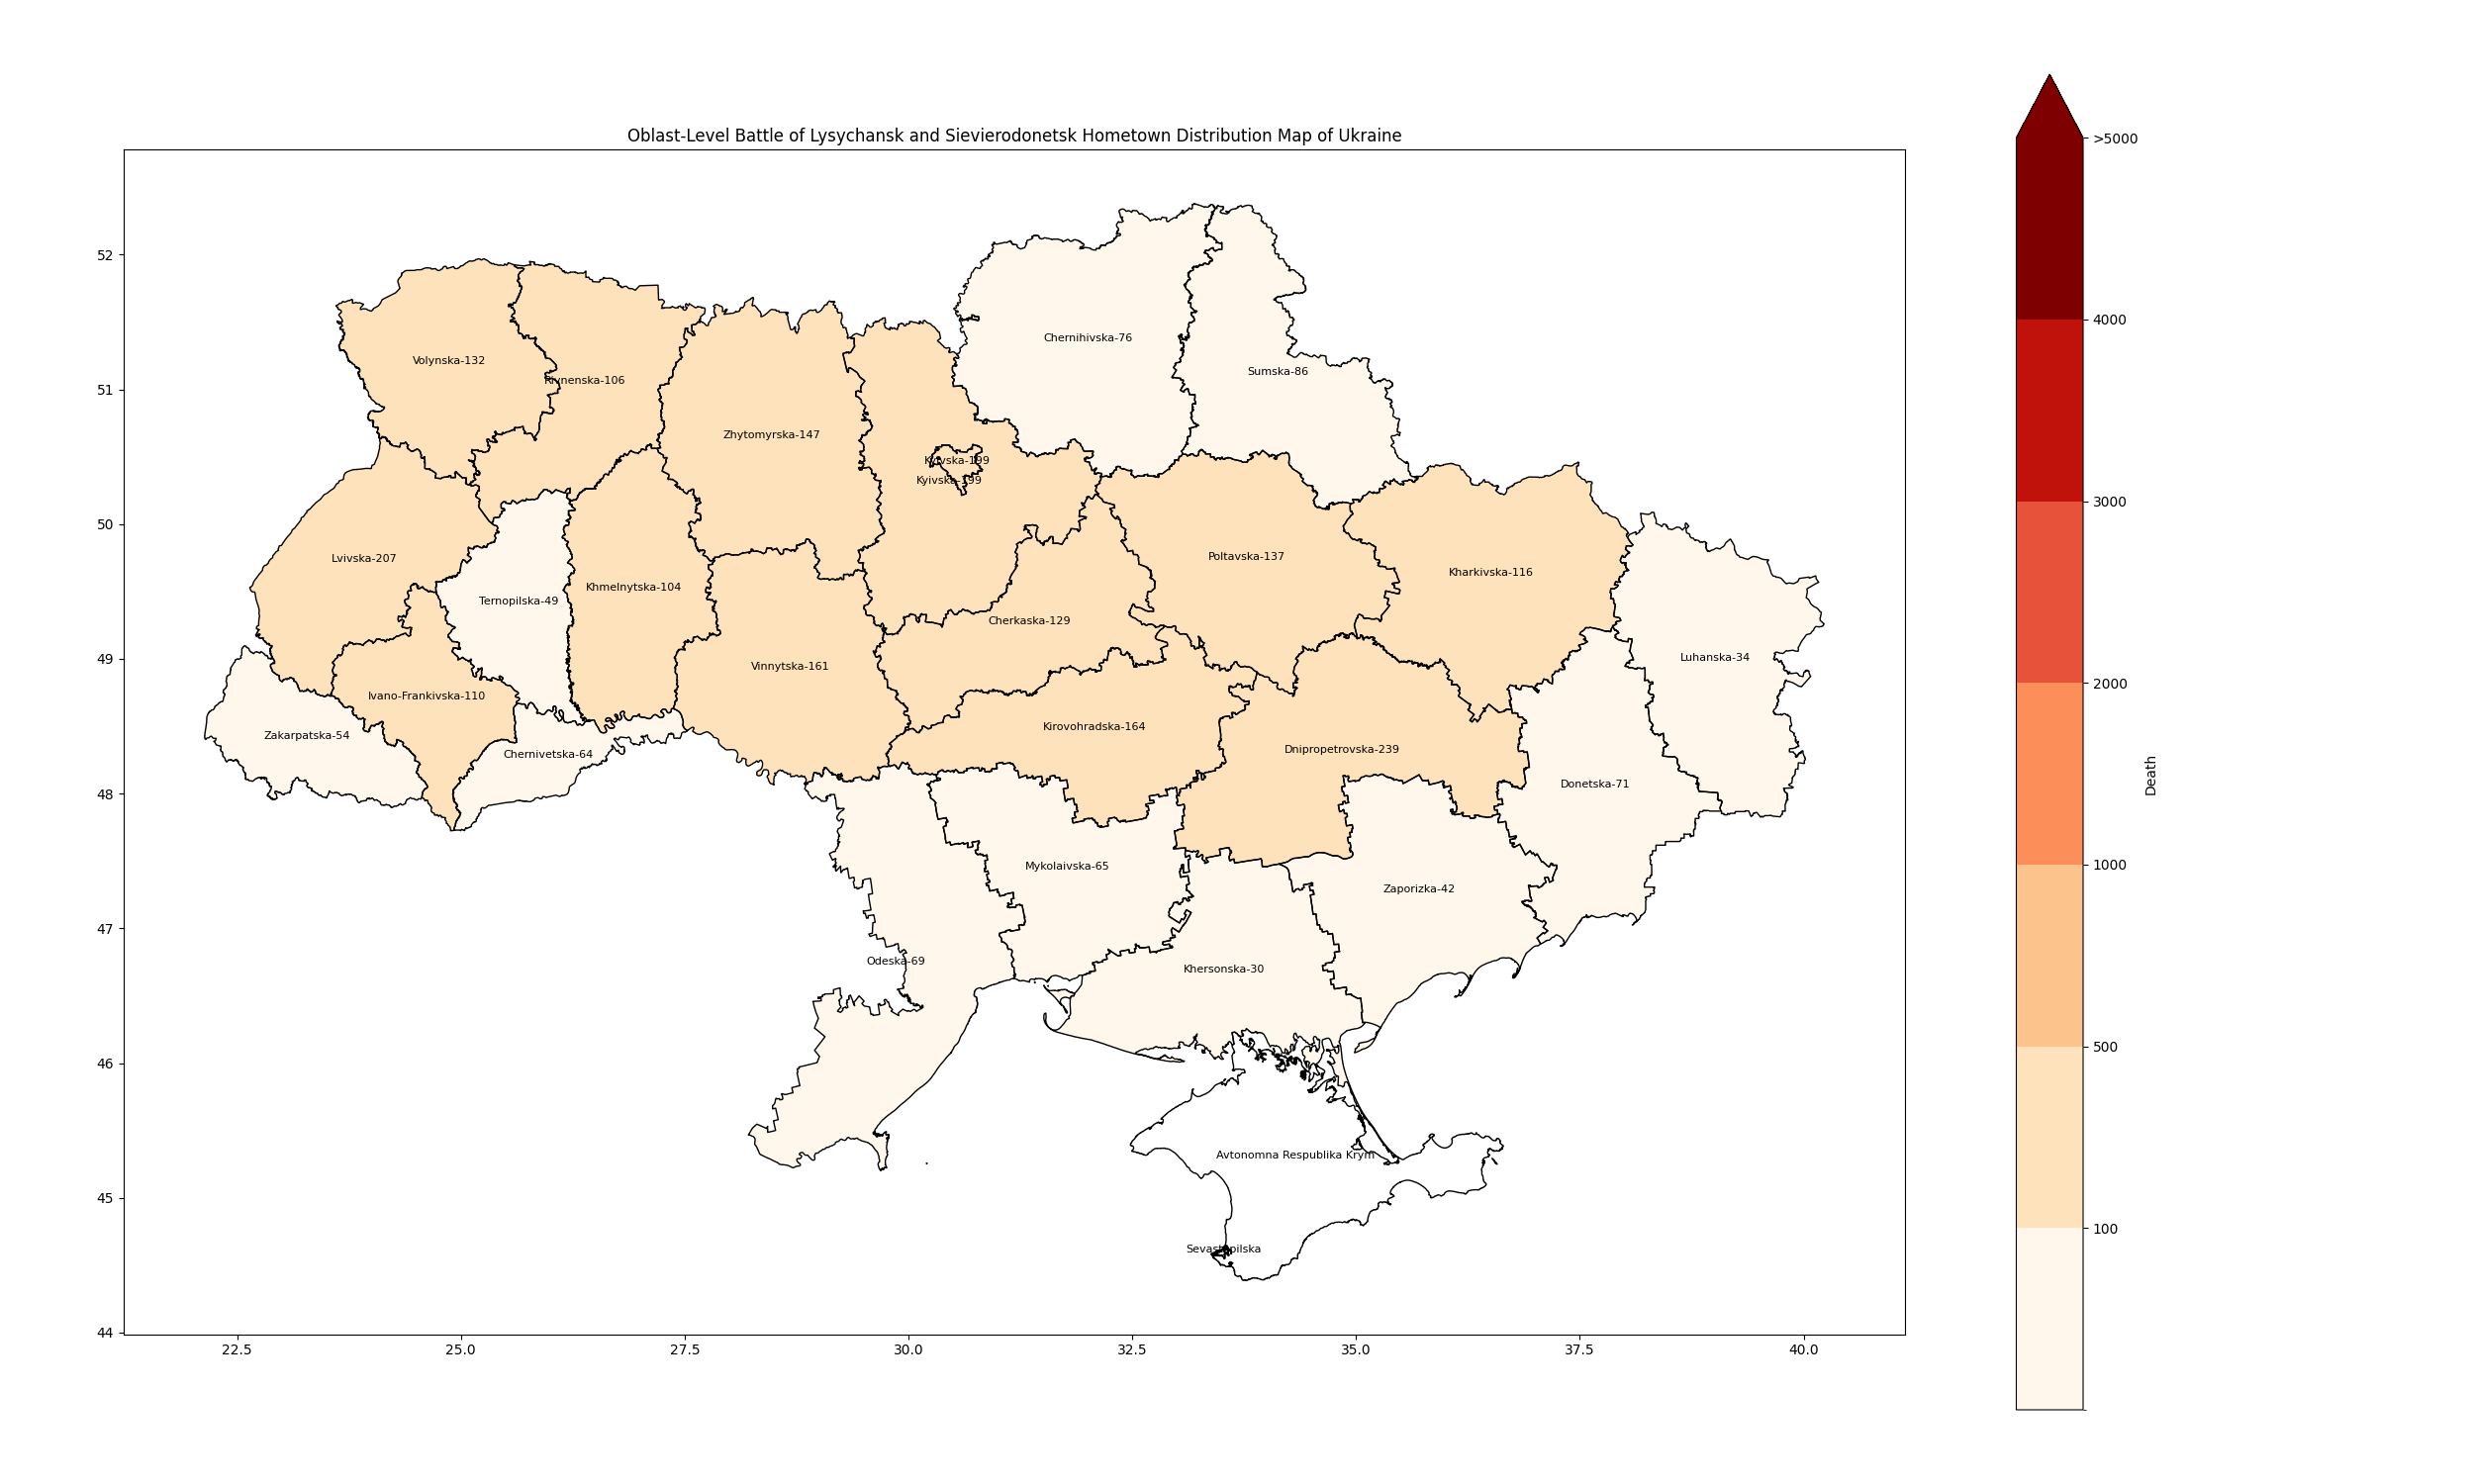 Oblast-Level Battle of Lysychansk and Sievierodonetsk Hometown Distribution Map of Ukraine
>5000
52
4000
Chernihivska-76
Volynska-132
Sumska-86
Rivnenska-106
51
Zhytomyrska-147
Kyivska-199
Kyivska-199
3000
50
Poltavska-137
Lvivska-207
Kharkivska-116
Khmelnytska-104
Ternopilska-49
Cherkaska-129
49
Luhanska-34
Vinnytska-161
2000
Ivano-Frankivska-110
Kirovohradska-164
Zakarpatska-54
Dnipropetrovska-239
Chernivetska-64
Donetska-71
Death
48
1000
Mykolaivska-65
Zaporizka-42
47
Odeska-69
Khersonska-30
500
46
Avtonomna Respublika Krym
45
100
Sevastopilska
44
22.5 25.0 27.5 30.0 32.5 35.0 37.5 40.0